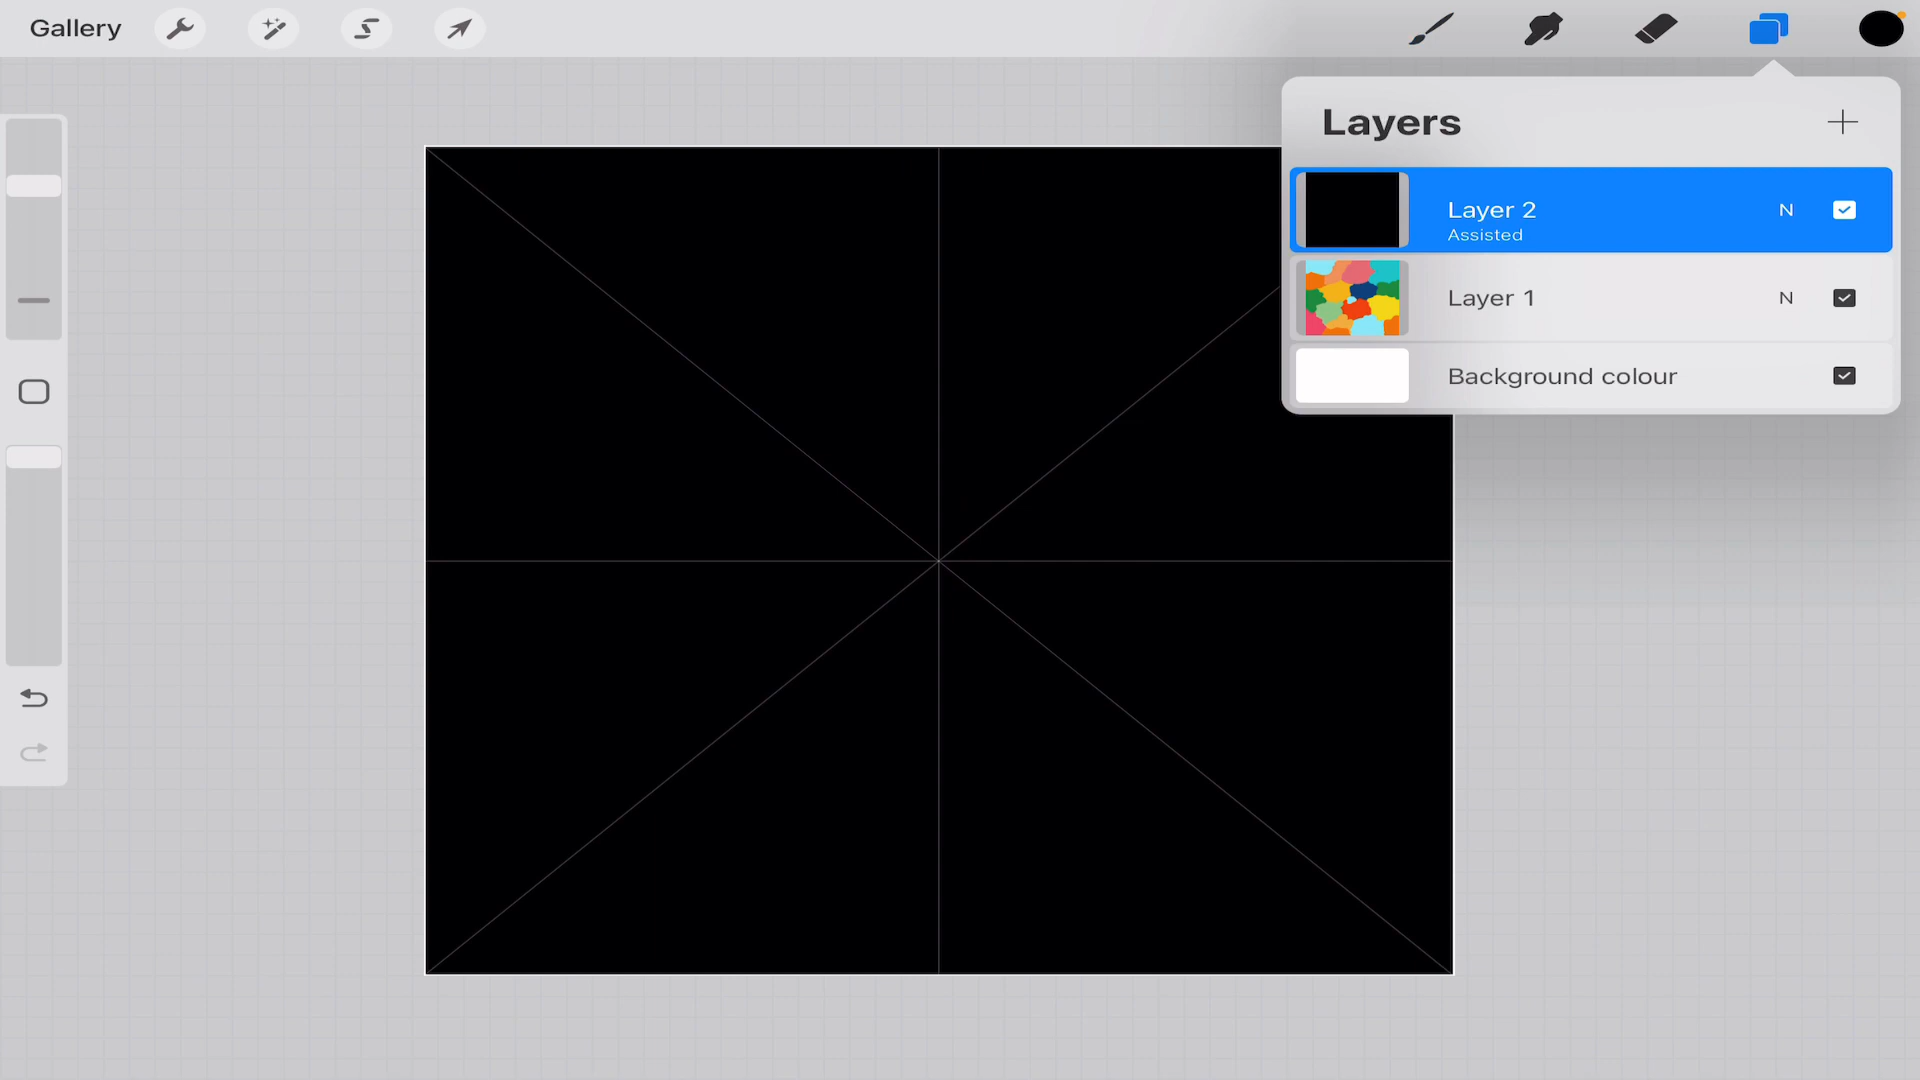 Gallery
Layers
Layer 2
N
Assisted
Layer 1
N
Background colour